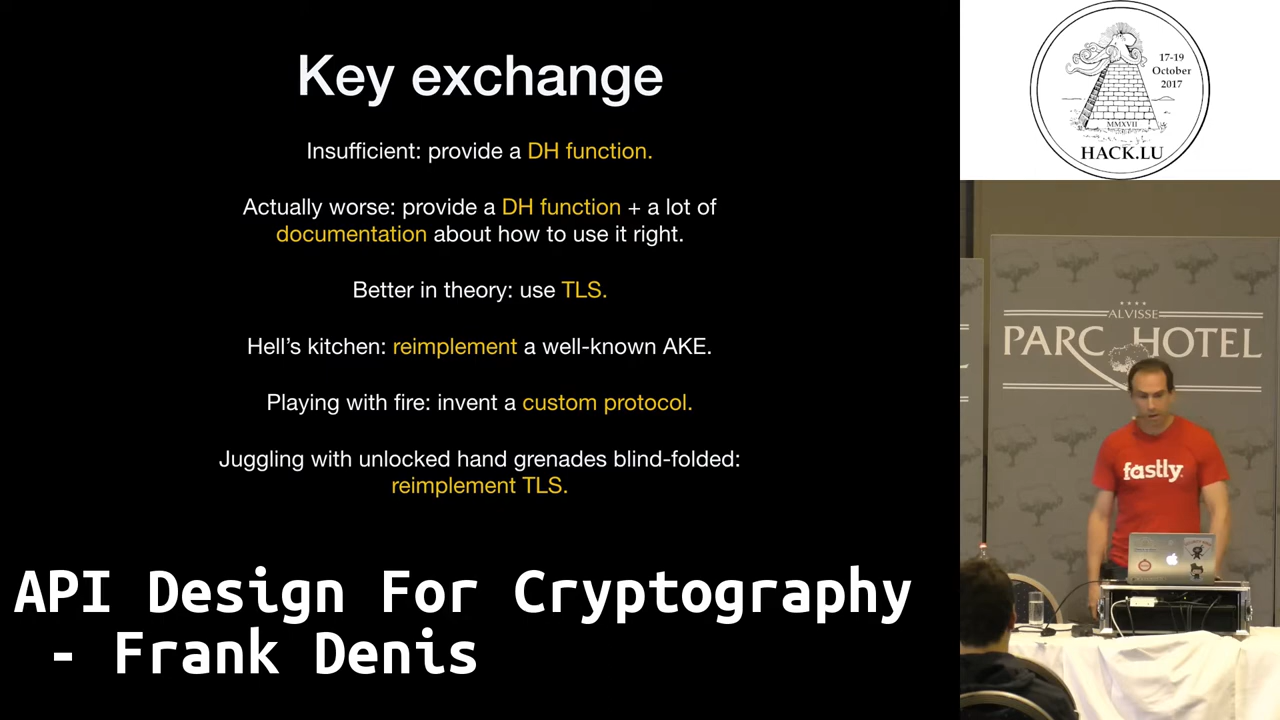 Key exchange
Insufficient: provide a DH function.
Actually worse: provide a DH function + a lot of
documentation about how to use it right.
Better in theory: use TLS.
Hell's kitchen: reimplement a well-known AKE.
Playing with fire: invent a custom protocol.
Juggling with unlocked hand grenades blind-folded:
reimplement TLS.
API Design For Cryptography
- Frank Denis
17-19
October
2017
MMXVII
HACK.LU
ALVISSE
PARC HOTEL
fastly